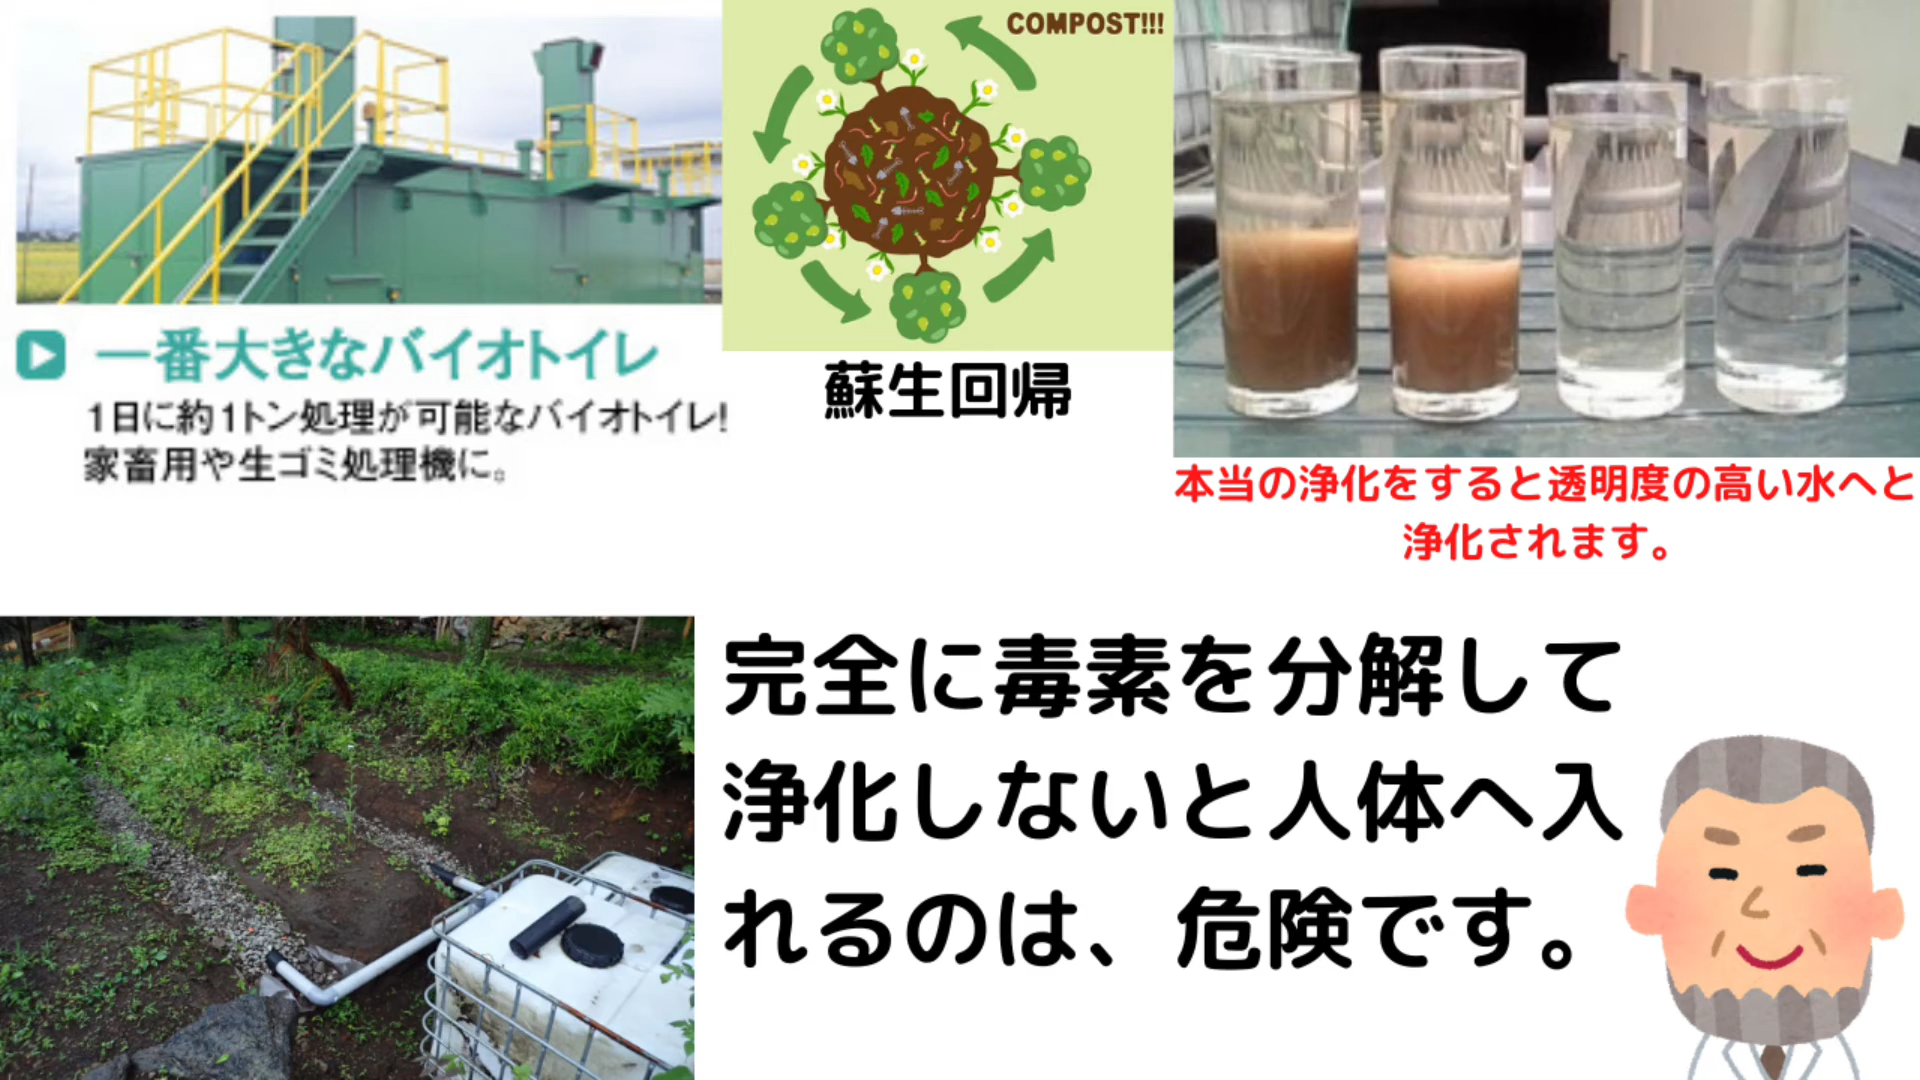 COMPOST!!!
一番大きなバイオトイレ
1日に約1トン処理が可能なバイオトイレ!
家畜用や生ゴミ処理機に。
蘇生回帰
本当の浄化をすると透明度の高い水へと
浄化されます。
完全に毒素を分解して
浄化しないと人体へ入
れるのは、危険です。